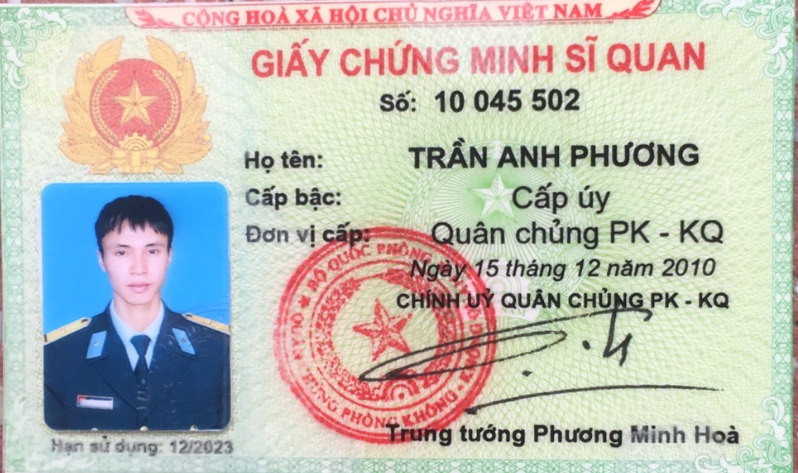 CỘNG HOÀ XÃ HỘI CHỦ NGHĨA VIỆT NAM
GIẤY CHỨNG MINH SĨ QUAN
Số: 10 045 502
Họ tên: TRẦN ANH PHƯƠNG
Cấp bậc: Cấp úy
Đơn vị cấp: Quân chủng PK - KQ
Ngày 15 tháng 12 năm 2010
CHÍNH UỶ QUÂN CHỦNG PK - KQ
BỘ QUỐC PHÒNG
QUÂN CHỦNG PHÒNG KHÔNG
Trung tướng Phương Minh Hoà
Hạn sử dụng: 12/2023